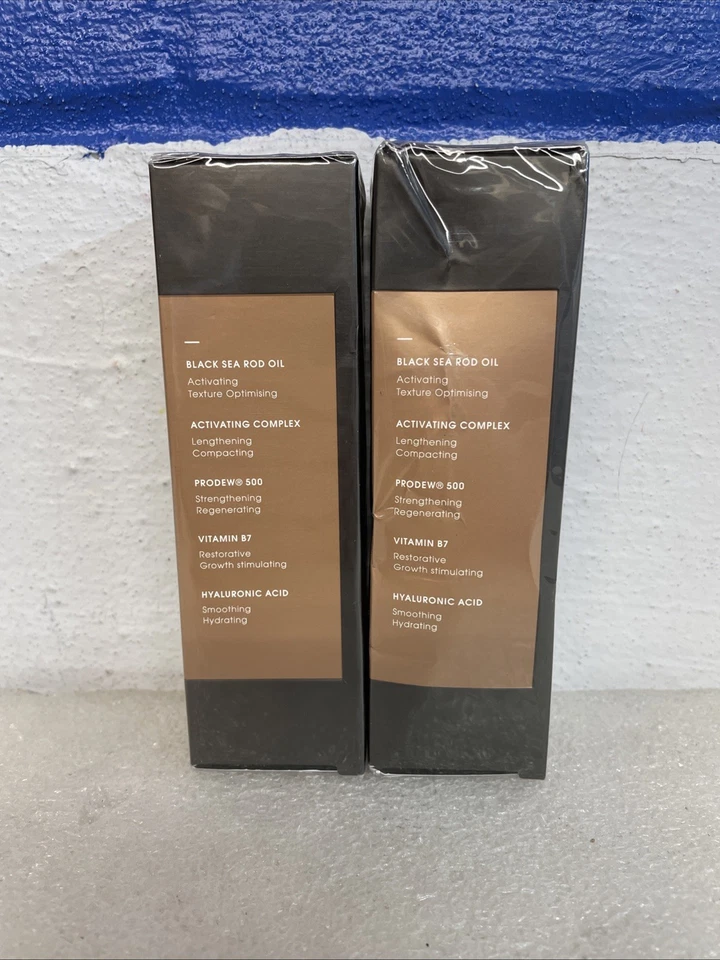 BLACK SEA ROD OIL
Activating
Texture Optimising
ACTIVATING COMPLEX
Lengthening
Compacting
PRODEW® 500
Strengthening
Regenerating
VITAMIN B7
Restorative
Growth stimulating
HYALURONIC ACID
Smoothing
Hydrating
BLACK SEA ROD OIL
Activating
Texture Optimising
ACTIVATING COMPLEX
Lengthening
Compacting
PRODEW® 500
Strengthening
Regenerating
VITAMIN B7
Restorative
Growth stimulating
HYALURONIC ACID
Smoothing
Hydrating